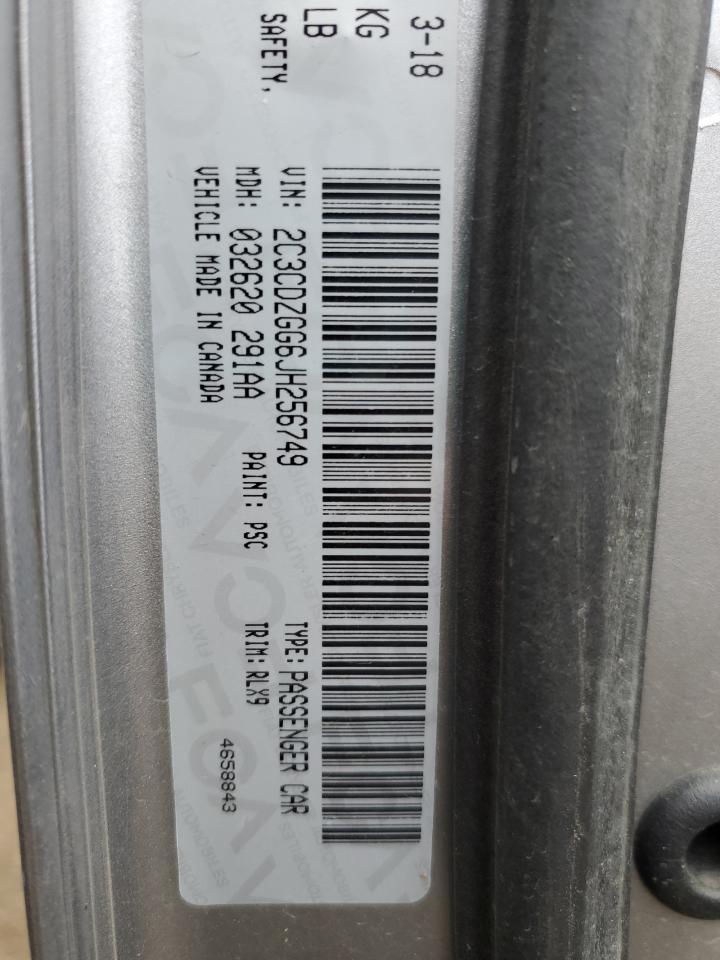 3-18
KG
LB
SAFETY,
VIN: 2C3CDZGG6JH256749 TYPE: PASSENGER CAR
MDH: 032620 291AA PAINT: PSC TRIM: RLX9
VEHICLE MADE IN CANADA 4658843